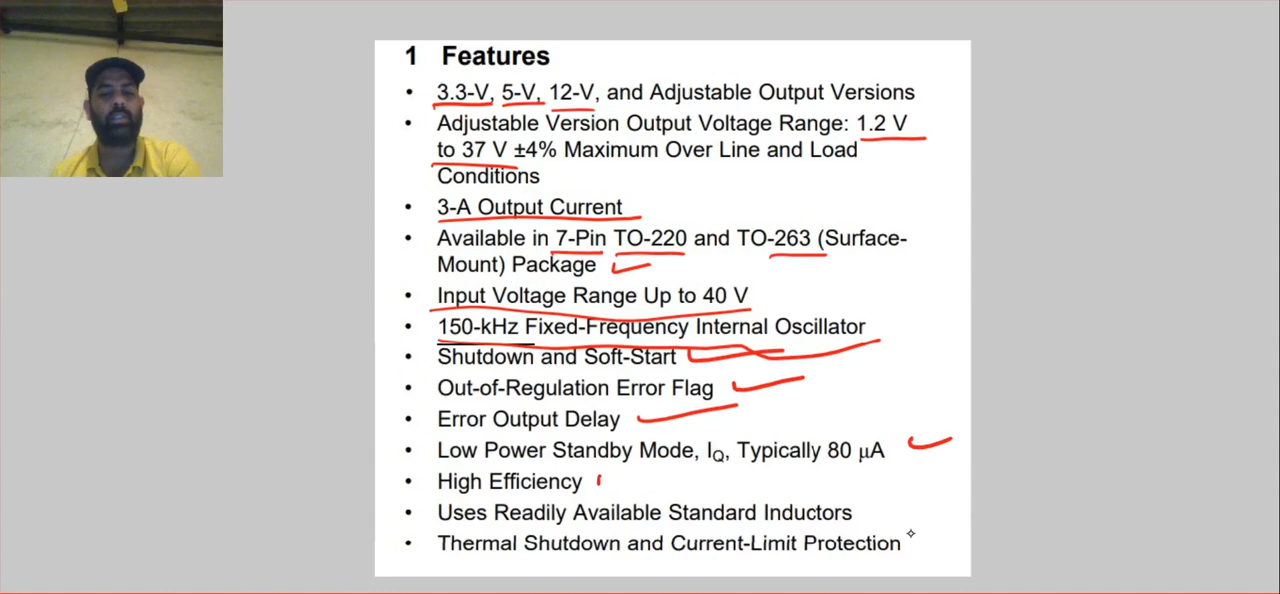 1 Features
• 3.3-V, 5-V, 12-V, and Adjustable Output Versions
• Adjustable Version Output Voltage Range: 1.2 V
to 37 V ±4% Maximum Over Line and Load
Conditions
• 3-A Output Current
• Available in 7-Pin TO-220 and TO-263 (Surface-
Mount) Package
• Input Voltage Range Up to 40 V
• 150-kHz Fixed-Frequency Internal Oscillator
• Shutdown and Soft-Start
• Out-of-Regulation Error Flag
• Error Output Delay
• Low Power Standby Mode, IQ, Typically 80 μA
• High Efficiency
• Uses Readily Available Standard Inductors
• Thermal Shutdown and Current-Limit Protection